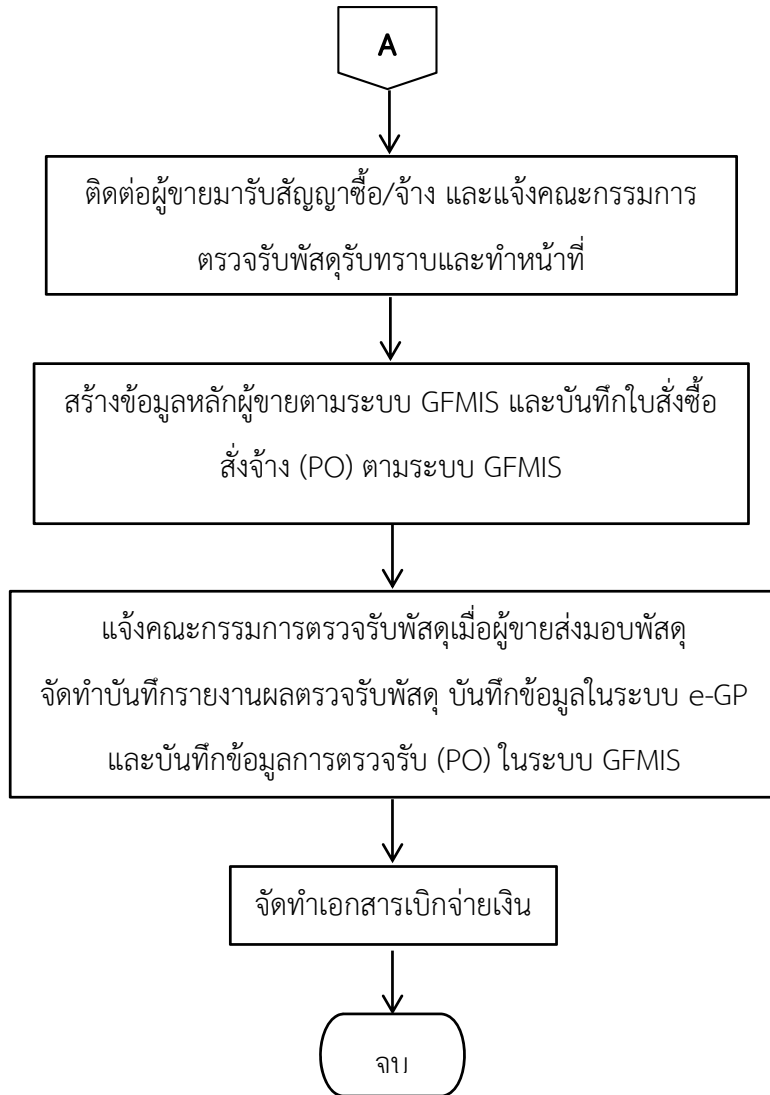 A
ติดต่อผู้ขายมารับสัญญาซื้อ/จ้าง และแจ้งคณะกรรมการ
ตรวจรับพัสดุรับทราบและทำหน้าที่
สร้างข้อมูลหลักผู้ขายตามระบบ GFMIS และบันทึกใบสั่งซื้อ
สั่งจ้าง (PO) ตามระบบ GFMIS
แจ้งคณะกรรมการตรวจรับพัสดุเมื่อผู้ขายส่งมอบพัสดุ
จัดทำบันทึกรายงานผลตรวจรับพัสดุ บันทึกข้อมูลในระบบ e-GP
และบันทึกข้อมูลการตรวจรับ (PO) ในระบบ GFMIS
จัดทำเอกสารเบิกจ่ายเงิน
จบ